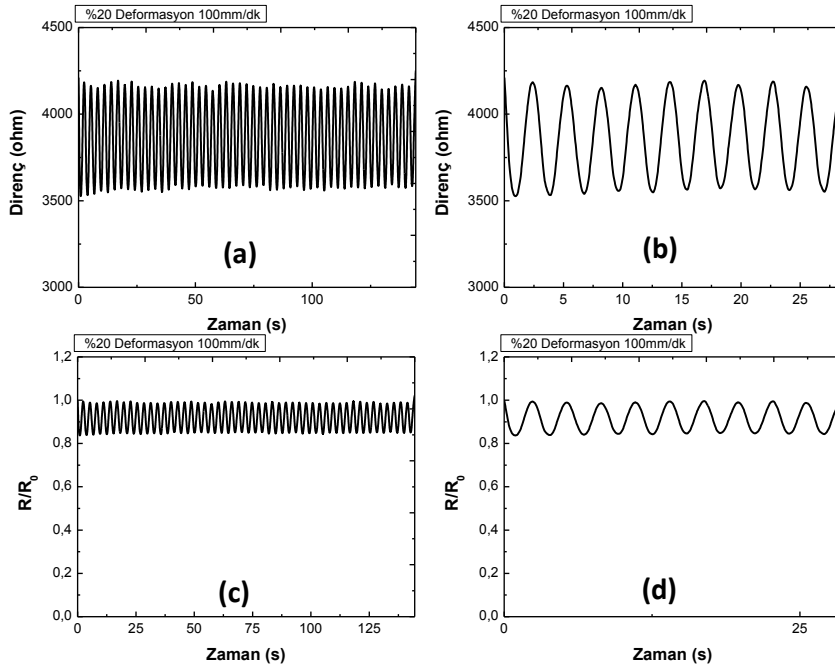 %20 Deformasyon 100mm/dk
4500
4000
3500
3000
Direnç (ohm)
0
50
100
Zaman (s)
(a)
%20 Deformasyon 100mm/dk
4500
4000
3500
3000
Direnç (ohm)
0
5
10
15
20
25
Zaman (s)
(b)
%20 Deformasyon 100mm/dk
1,2
1,0
0,8
0,6
0,4
0,2
0,0
R/R0
0
25
50
75
100
125
Zaman (s)
(c)
%20 Deformasyon 100mm/dk
1,2
1,0
0,8
0,6
0,4
0,2
0,0
R/R0
0
25
Zaman (s)
(d)